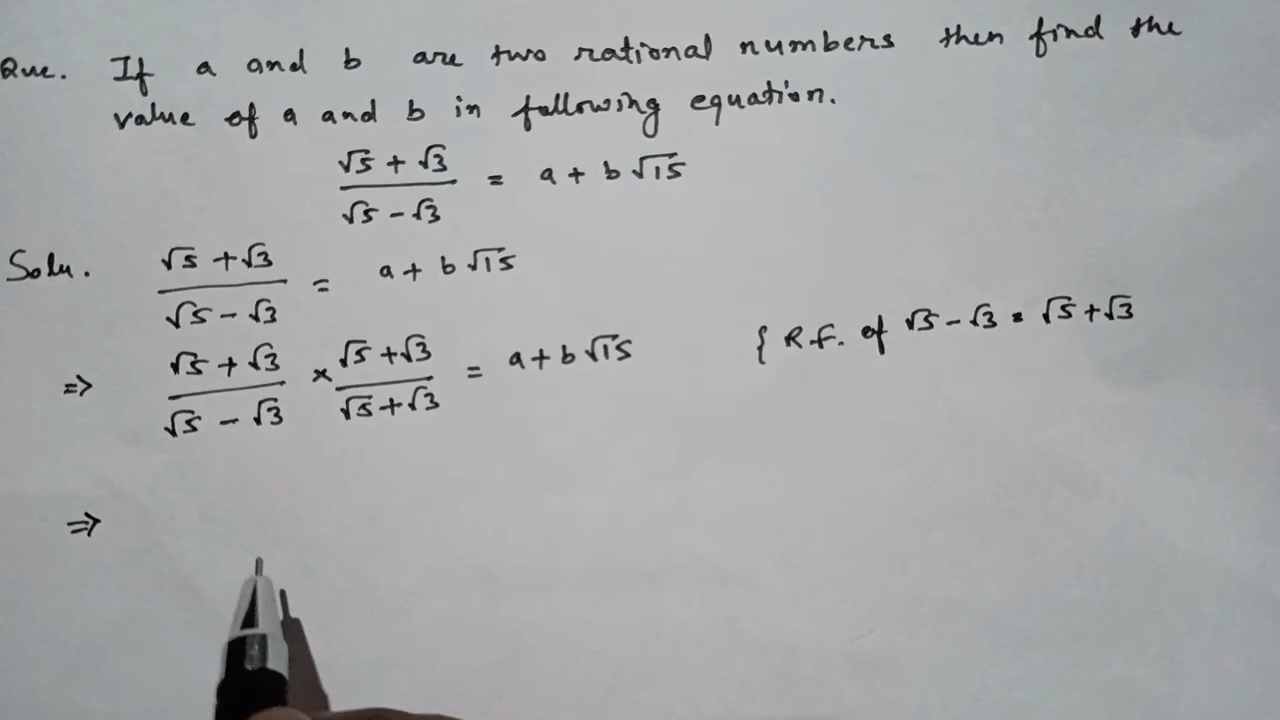 Que. If a and b are two rational numbers then find the
value of a and b in following equation.
(√5 + √3)/(√5 - √3) = a + b√15
Solu. (√5 + √3)/(√5 - √3) = a + b√15
⇒ (√5 + √3)/(√5 - √3) × (√5 + √3)/(√5 + √3) = a + b√15 { R.F. of √5 - √3 = √5 + √3
⇒